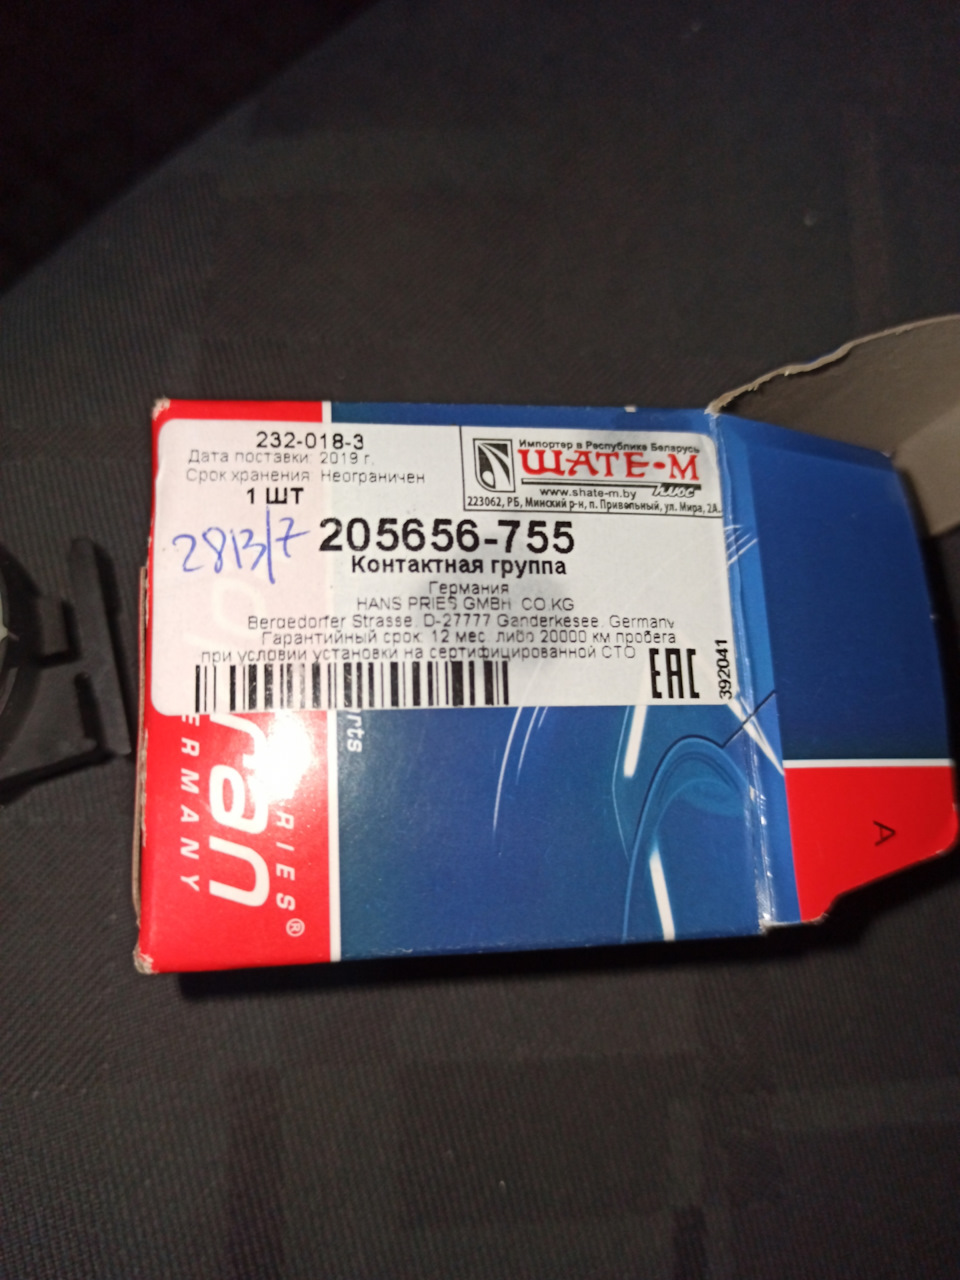 232-018-3
Дата поставки: 2019 г.
Срок хранения: Неограничен
1 ШТ
2813/7
Импортер в Республике Беларусь
ШАТЕ-М
плюс
www.shate-m.by
223062, РБ, Минский р-н, п. Привольный, ул. Мира, 2А
205656-755
Контактная группа
Германия
HANS PRIES GMBH CO.KG
Bergedorfer Strasse, D-27777 Ganderkesee, Germany
Гарантийный срок: 12 мес. либо 20000 км пробега
при условии установки на сертифицированной СТО
EAC
392041
A